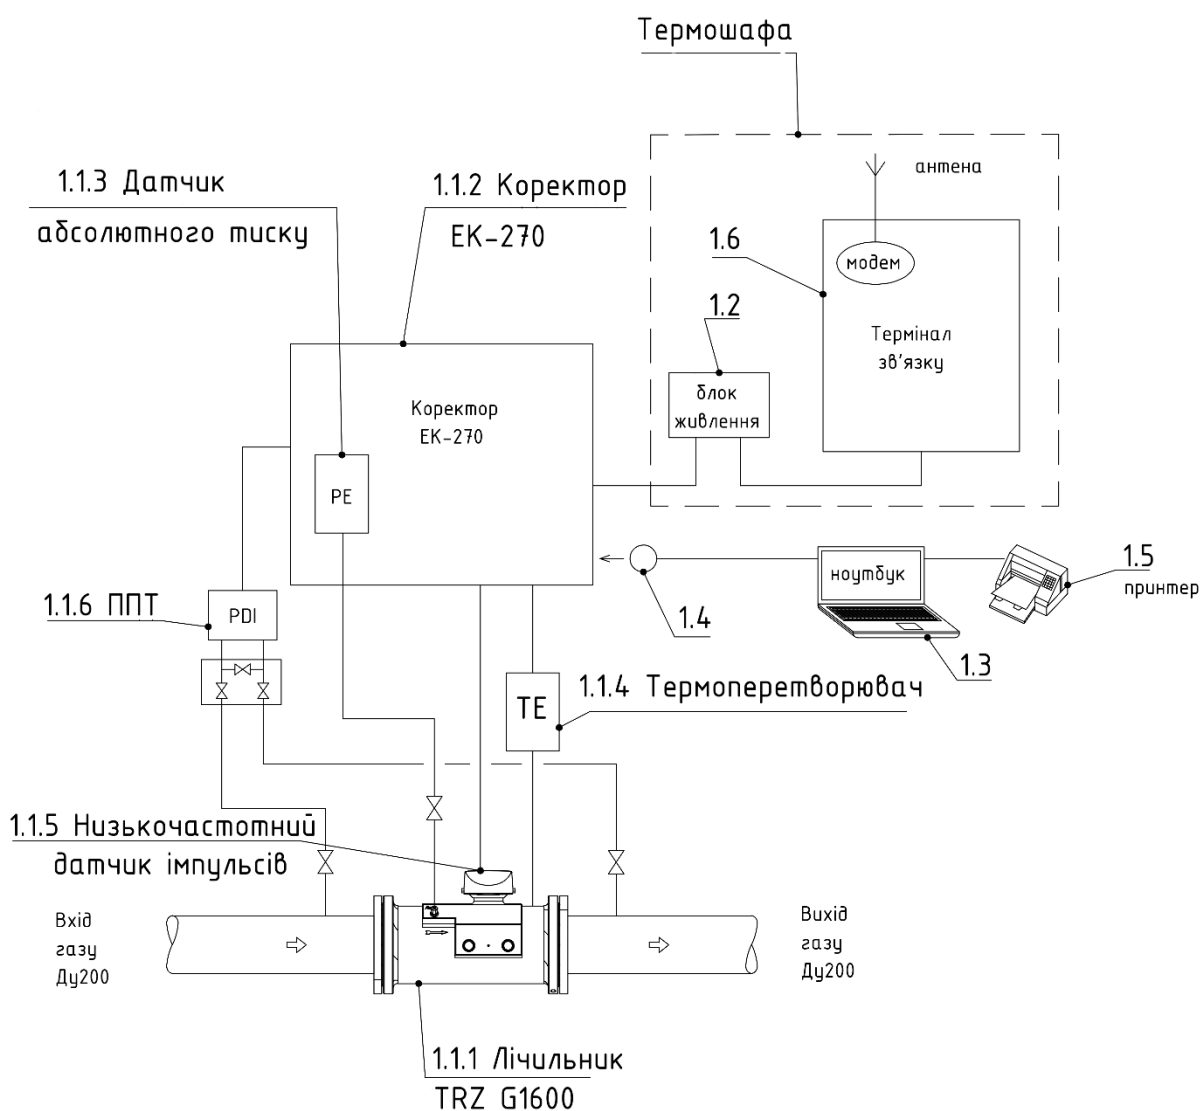 Термошафа
1.1.3 Датчик
абсолютного тиску
1.1.2 Коректор
ЕК-270
антена
1.6
модем
Термінал
зв'язку
1.2
блок
живлення
Коректор
ЕК-270
PE
1.1.6 ППТ
PDI
ноутбук
1.5
принтер
1.4
1.3
1.1.4 Термоперетворювач
TE
1.1.5 Низькочастотний
датчик імпульсів
Вхід
газу
Ду200
Вихід
газу
Ду200
1.1.1 Лічильник
TRZ G1600